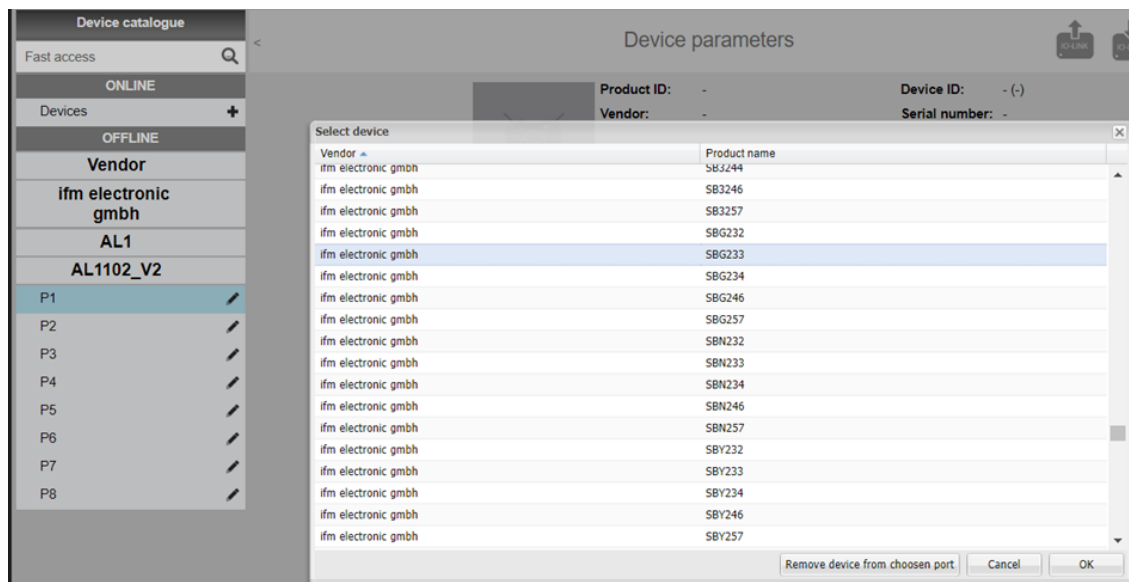 Device catalogue
Fast access
<
Device parameters
IO-LINK
ONLINE
Devices +
OFFLINE
Vendor
ifm electronic
gmbh
AL1
AL1102_V2
P1
P2
P3
P4
P5
P6
P7
P8
Product ID: -
Device ID: - (-)
Vendor: -
Serial number: -
Select device
Vendor Product name
ifm electronic gmbh SB3244
ifm electronic gmbh SB3246
ifm electronic gmbh SB3257
ifm electronic gmbh SBG232
ifm electronic gmbh SBG233
ifm electronic gmbh SBG234
ifm electronic gmbh SBG246
ifm electronic gmbh SBG257
ifm electronic gmbh SBN232
ifm electronic gmbh SBN233
ifm electronic gmbh SBN234
ifm electronic gmbh SBN246
ifm electronic gmbh SBN257
ifm electronic gmbh SBY232
ifm electronic gmbh SBY233
ifm electronic gmbh SBY234
ifm electronic gmbh SBY246
ifm electronic gmbh SBY257
Remove device from choosen port Cancel OK